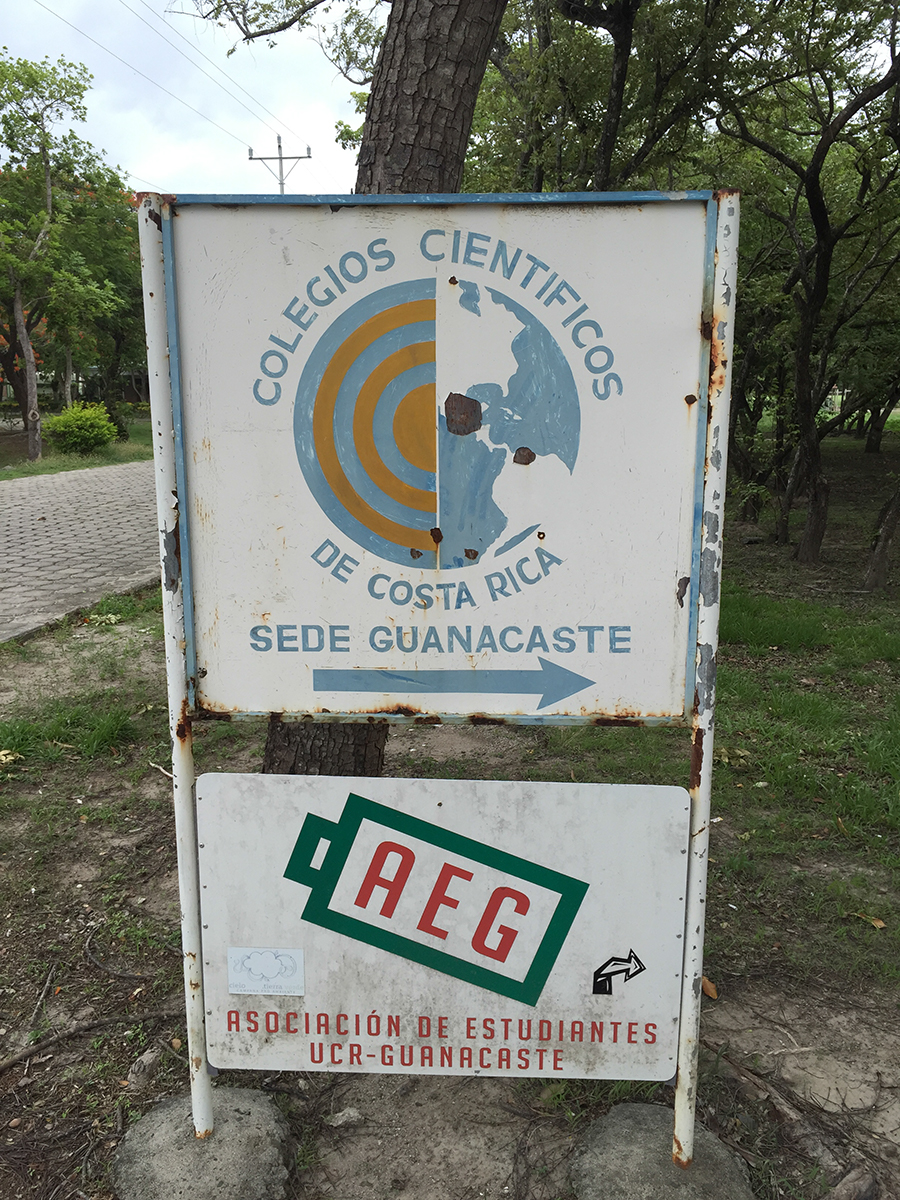 COLEGIOS CIENTIFICOS
DE COSTA RICA
SEDE GUANACASTE
AEG
ASOCIACIÓN DE ESTUDIANTES
UCR-GUANACASTE